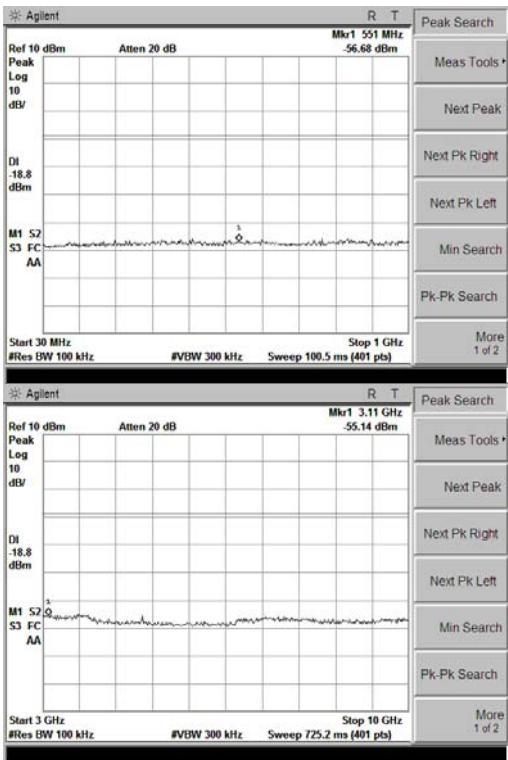 Agilent R T
Peak Search
Mkr1 551 MHz
Ref 10 dBm Atten 20 dB -56.68 dBm
Peak
Log
10
dB/
DI
-18.8
dBm
1
M1 S2
S3 FC
AA
Start 30 MHz Stop 1 GHz
#Res BW 100 kHz #VBW 300 kHz Sweep 100.5 ms (401 pts)
Meas Tools
Next Peak
Next Pk Right
Next Pk Left
Min Search
Pk-Pk Search
More
1 of 2
Agilent R T
Peak Search
Mkr1 3.11 GHz
Ref 10 dBm Atten 20 dB -55.14 dBm
Peak
Log
10
dB/
DI
-18.8
dBm
1
M1 S2
S3 FC
AA
Start 3 GHz Stop 10 GHz
#Res BW 100 kHz #VBW 300 kHz Sweep 725.2 ms (401 pts)
Meas Tools
Next Peak
Next Pk Right
Next Pk Left
Min Search
Pk-Pk Search
More
1 of 2